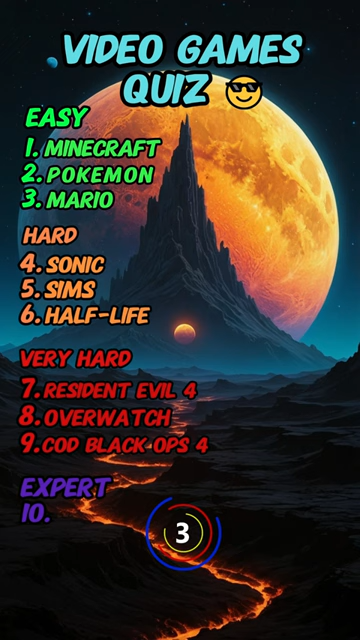 VIDEO GAMES
QUIZ 😎
EASY
1. MINECRAFT
2. POKEMON
3. MARIO
HARD
4. SONIC
5. SIMS
6. HALF-LIFE
VERY HARD
7. RESIDENT EVIL 4
8. OVERWATCH
9. COD BLACK OPS 4
EXPERT
10.
3